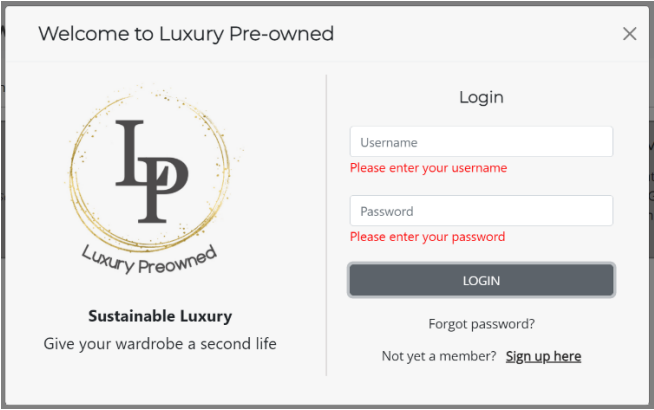 Welcome to Luxury Pre-owned
LP
Luxury Preowned
Sustainable Luxury
Give your wardrobe a second life
Login
Username
Please enter your username
Password
Please enter your password
LOGIN
Forgot password?
Not yet a member? Sign up here